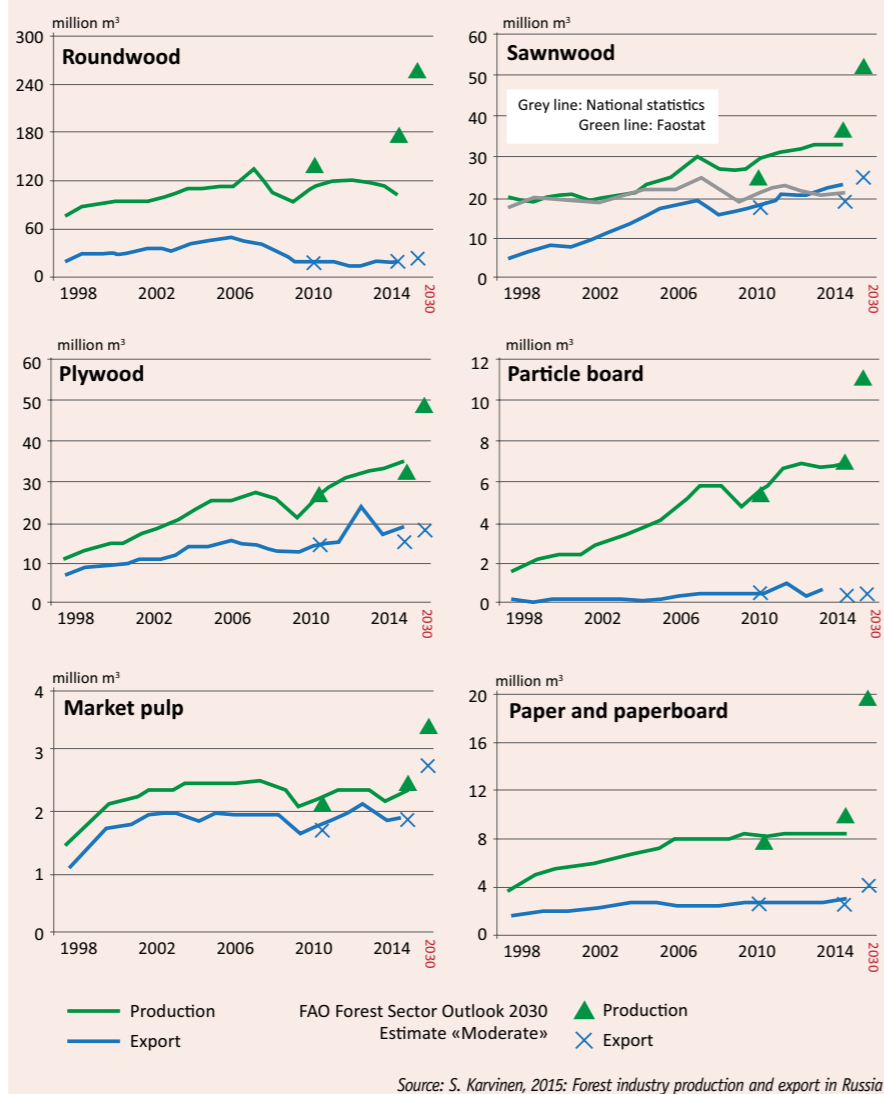 million m³
Roundwood
300
240
180
120
60
0
1998 2002 2006 2010 2014 2030
million m³
Sawnwood
Grey line: National statistics
Green line: Faostat
60
50
40
30
20
10
0
1998 2002 2006 2010 2014 2030
million m³
Plywood
60
50
40
30
20
10
0
1998 2002 2006 2010 2014 2030
million m³
Particle board
12
10
8
6
4
2
0
1998 2002 2006 2010 2014 2030
million m³
Market pulp
4
3
2
1
0
1998 2002 2006 2010 2014 2030
million m³
Paper and paperboard
20
16
12
8
4
0
1998 2002 2006 2010 2014 2030
Production
Export
FAO Forest Sector Outlook 2030
Estimate «Moderate»
Production
Export
Source: S. Karvinen, 2015: Forest industry production and export in Russia